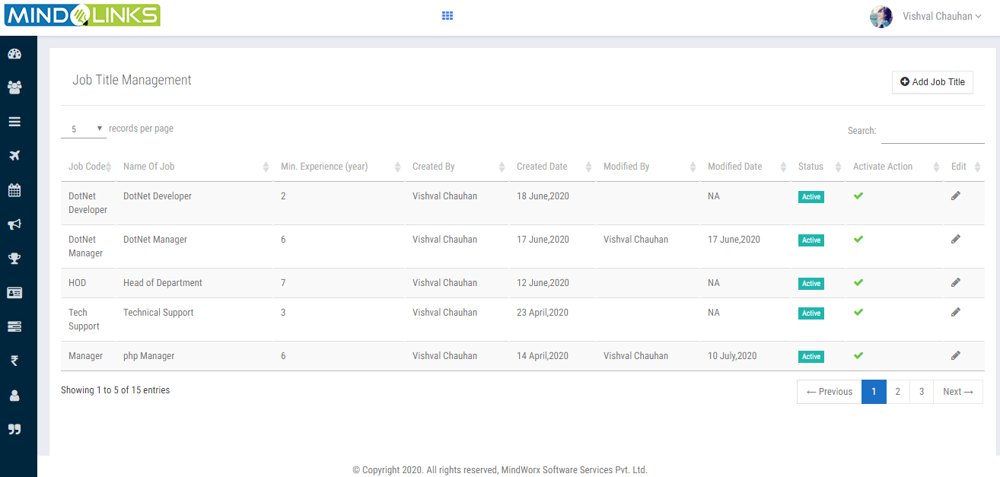 MINDLINKS
Vishval Chauhan
Job Title Management
Add Job Title
5 records per page
Search:
Job Code Name Of Job Min. Experience (year) Created By Created Date Modified By Modified Date Status Activate Action Edit
DotNet DotNet Developer 2 Vishval Chauhan 18 June,2020 NA Active
Developer
DotNet DotNet Manager 6 Vishval Chauhan 17 June,2020 Vishval Chauhan 17 June,2020 Active
Manager
HOD Head of Department 7 Vishval Chauhan 12 June,2020 NA Active
Tech Technical Support 3 Vishval Chauhan 23 April,2020 NA Active
Support
Manager php Manager 6 Vishval Chauhan 14 April,2020 Vishval Chauhan 10 July,2020 Active
Showing 1 to 5 of 15 entries
← Previous 1 2 3 Next →
© Copyright 2020. All rights reserved, MindWorx Software Services Pvt. Ltd.